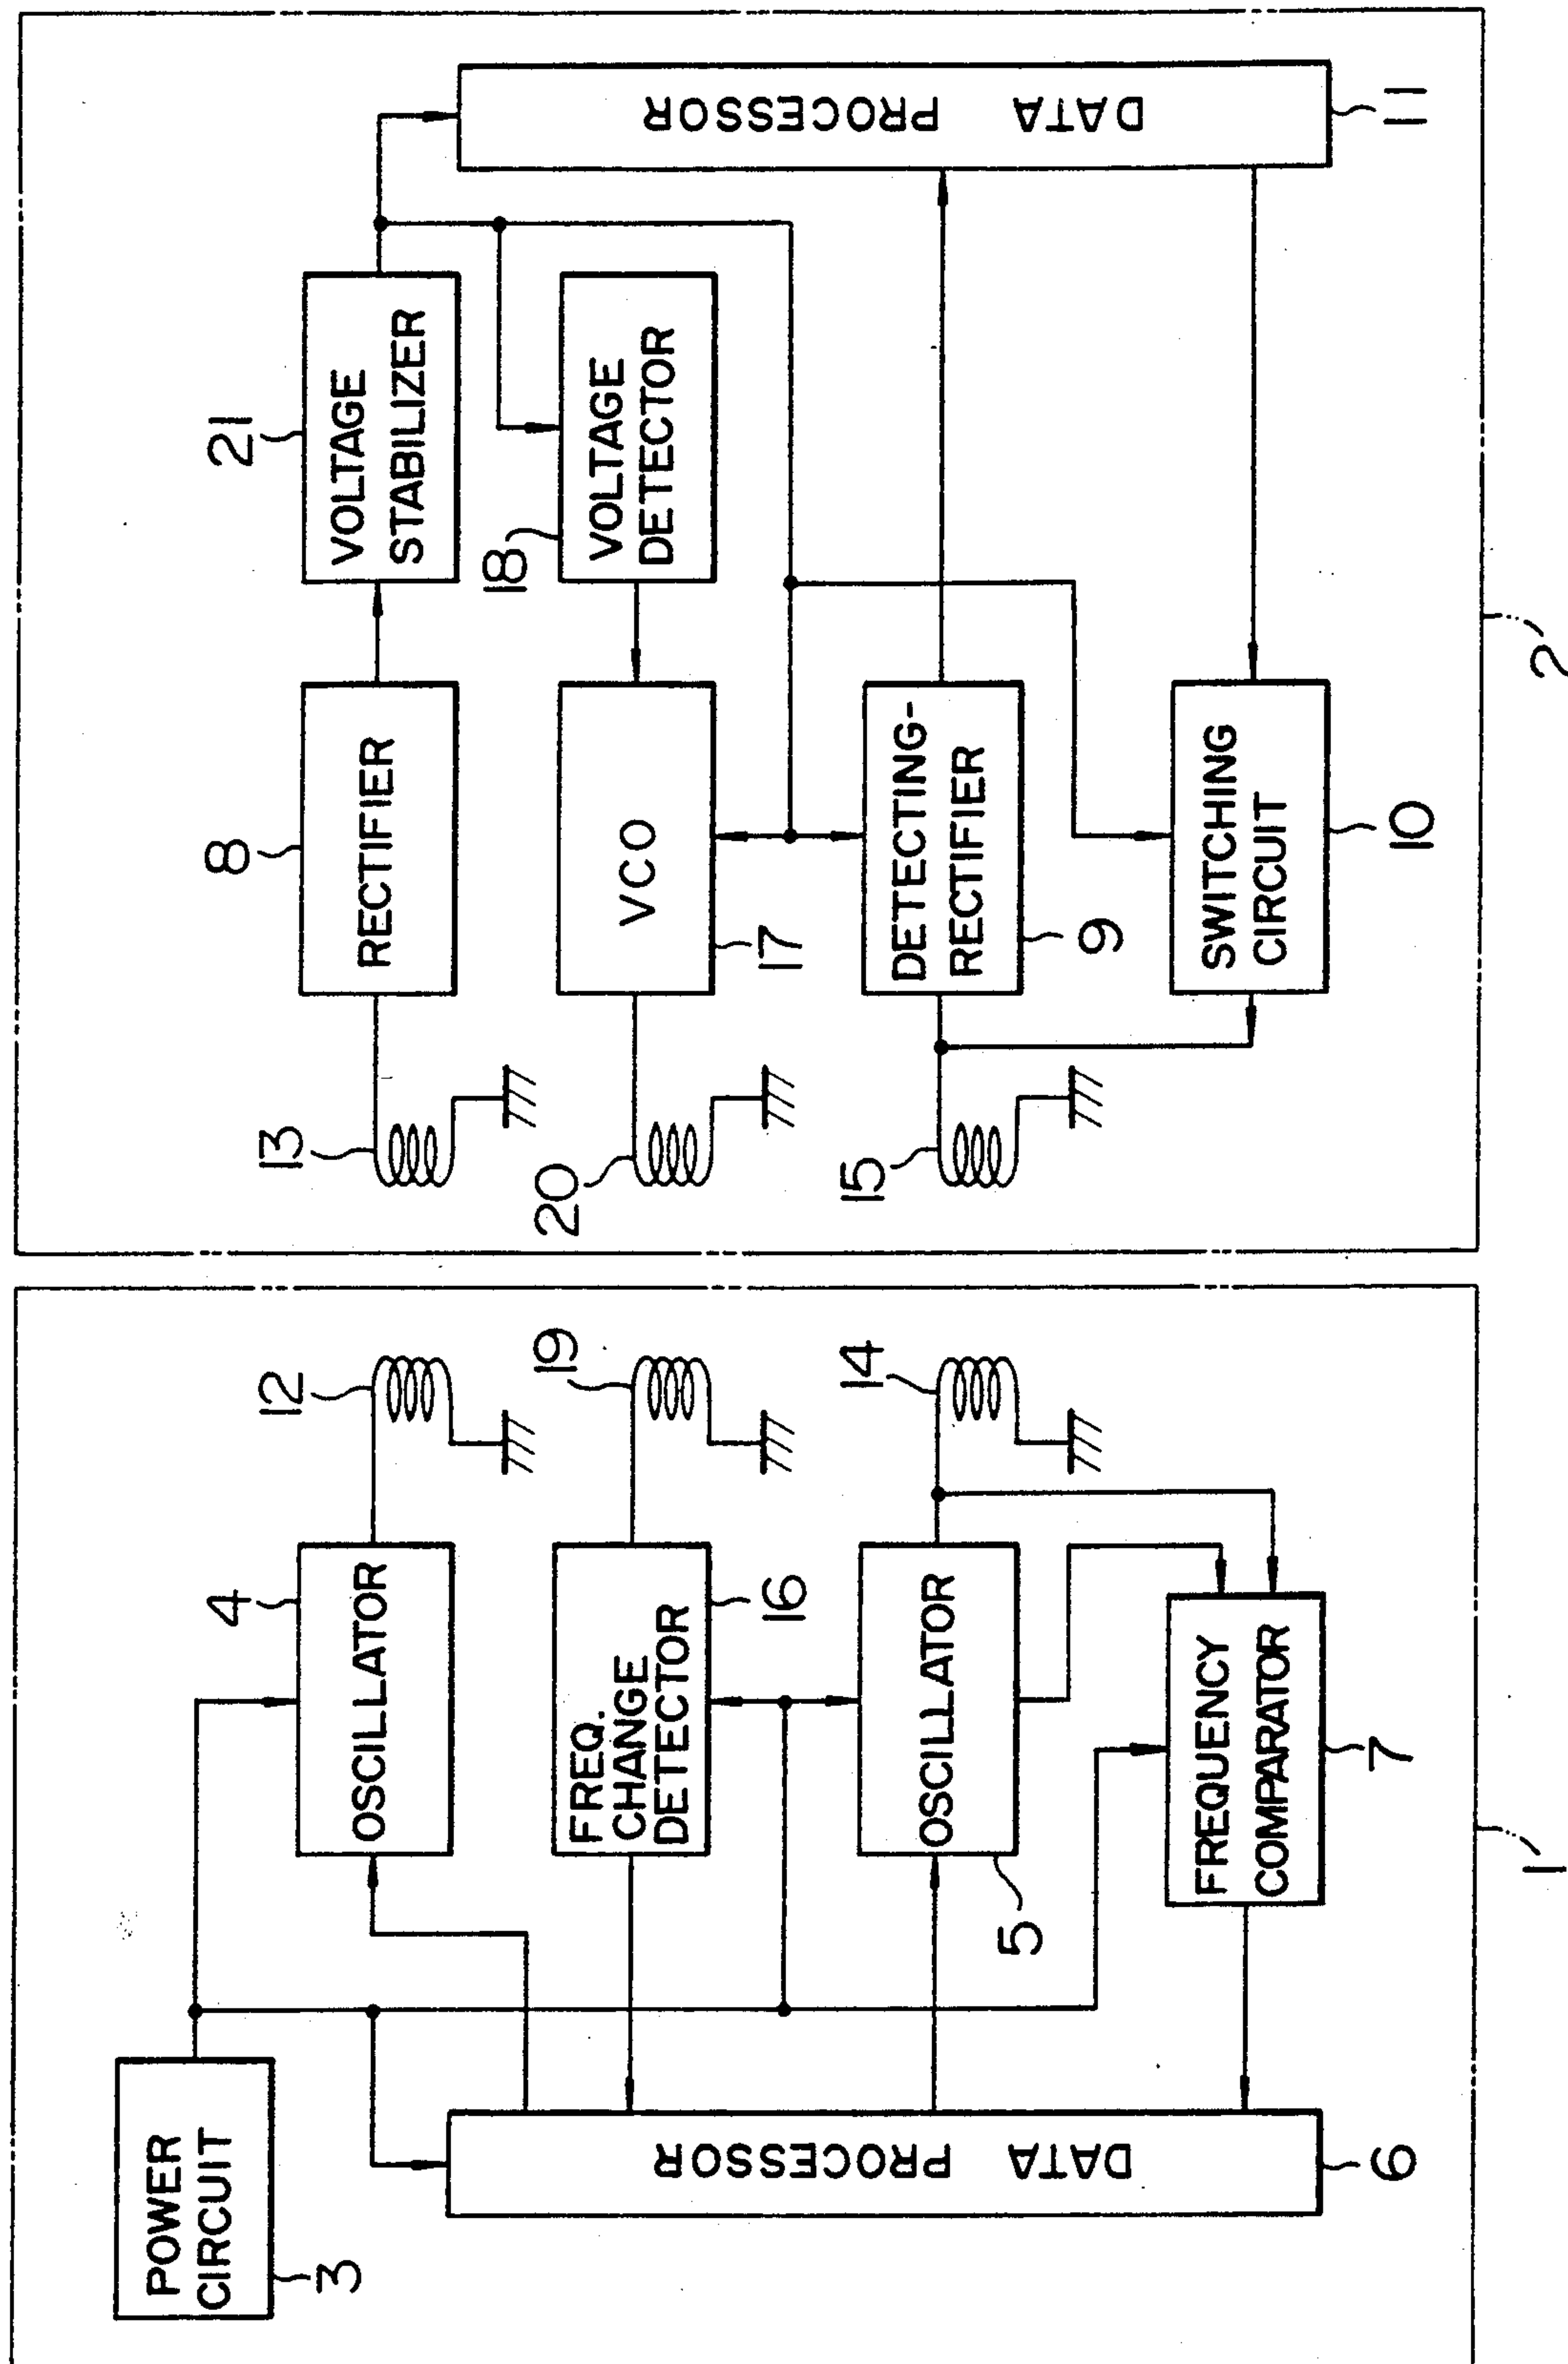 POWER
CIRCUIT
3
OSCILLATOR
4
12
FREQ.
CHANGE
DETECTOR
16
19
OSCILLATOR
5
14
FREQUENCY
COMPARATOR
7
DATA PROCESSOR
6
1
13
RECTIFIER
8
VOLTAGE
STABILIZER
21
20
VCO
17
VOLTAGE
DETECTOR
18
15
DETECTING-
RECTIFIER
9
SWITCHING
CIRCUIT
10
DATA PROCESSOR
11
2